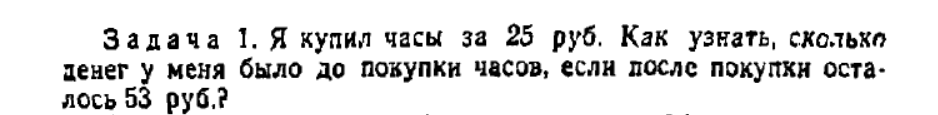 Задача 1. Я купил часы за 25 руб. Как узнать, сколько
денег у меня было до покупки часов, если после покупки оста-
лось 53 руб.?